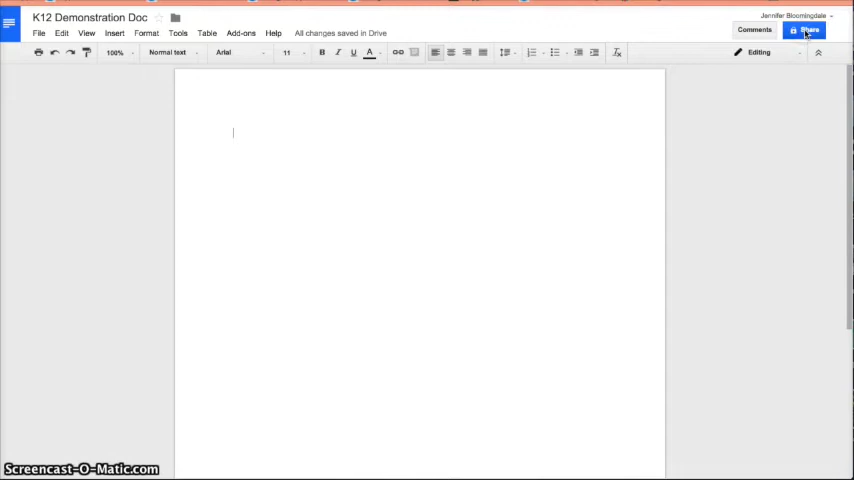 K12 Demonstration Doc
Jennifer Bloomingdale
File Edit View Insert Format Tools Table Add-ons Help All changes saved in Drive
Comments Share
100% Normal text Arial 11 B I U A Editing
Screencast-O-Matic.com